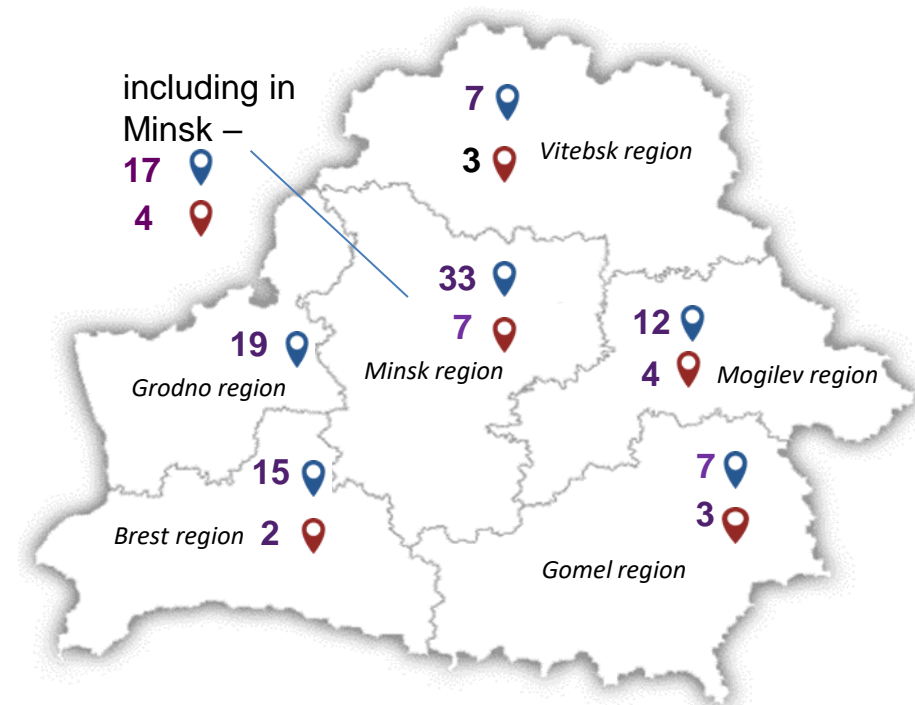 including in
Minsk –
17
4
7
3
Vitebsk region
33
7
Minsk region
12
4
Mogilev region
19
Grodno region
15
2
Brest region
7
3
Gomel region